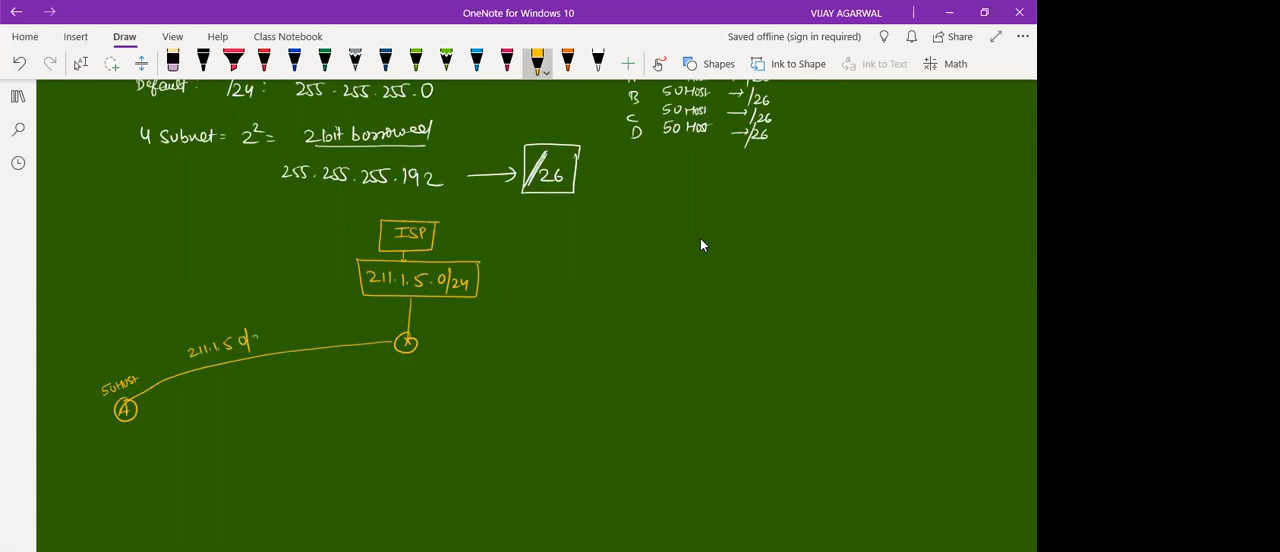 OneNote for Windows 10
VIJAY AGARWAL
Home Insert Draw View Help Class Notebook
Saved offline (sign in required)
Share
Shapes
Ink to Shape
Ink to Text
Math
Default: /24: 255.255.255.0
B 50 Host → /26
C 50 Host → /26
D 50 Host → /26
4 Subnet = 2² = 2 bit borrowed
255.255.255.192 → /26
ISP
211.1.5.0/24
211.1.5.0/
50 Host
A